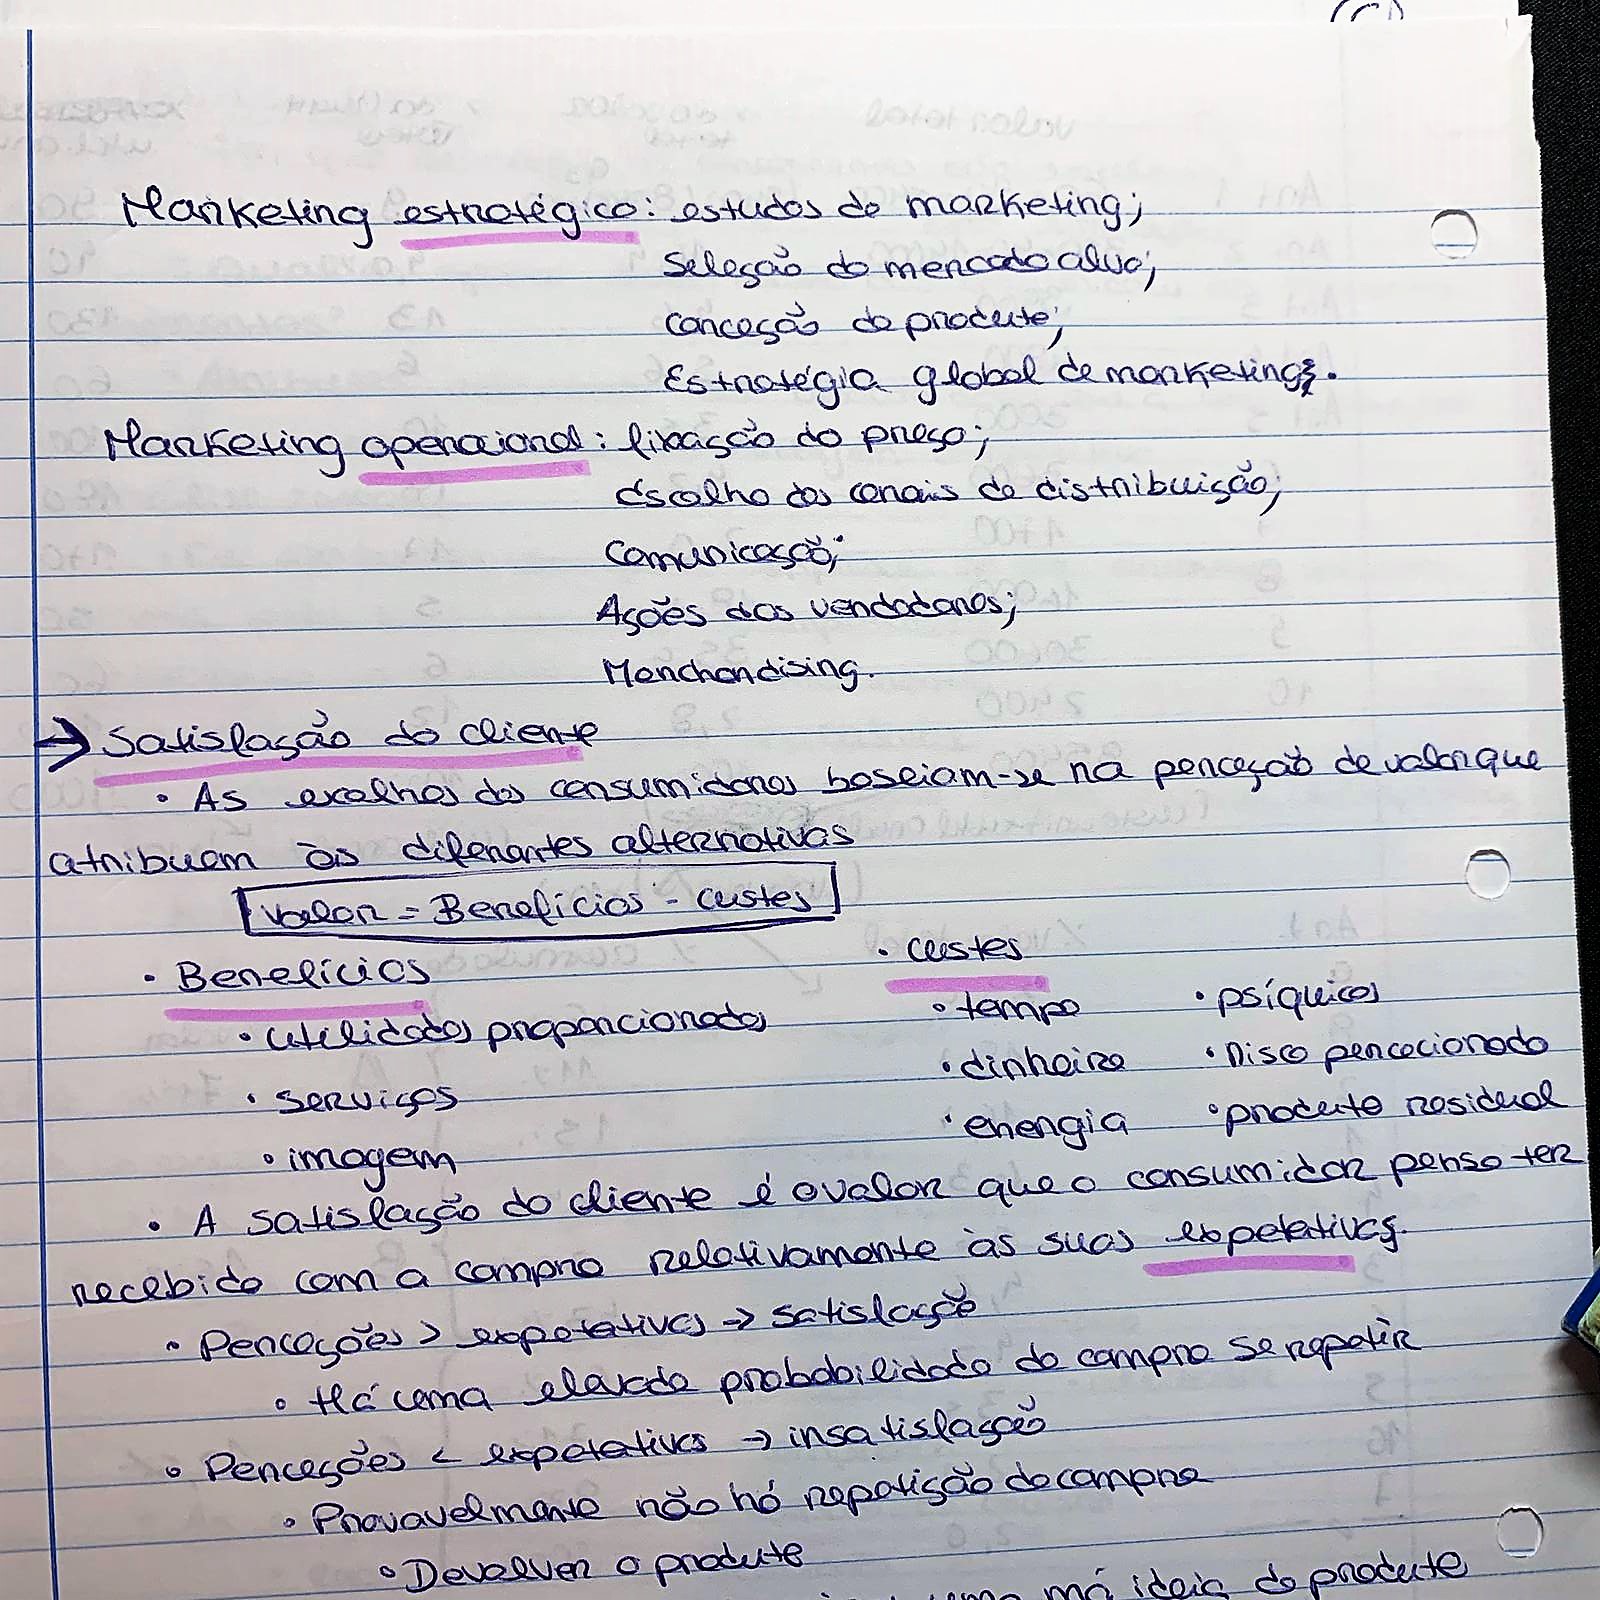 Marketing estratégico: estudos de marketing;
Seleção do mercado alvo;
Conceção do produto;
Estratégia global de marketing.
Marketing operacional: fixação do preço;
Escolha dos canais de distribuição;
Comunicação;
Ações dos vendedores;
Merchandising.
→ Satisfação do cliente
• As escolhas dos consumidores baseiam-se na perceção de valor que
atribuem às diferentes alternativas
Valor = Benefícios - custos
• Benefícios • custos
• utilidades proporcionadas • tempo • psíquicos
• serviços • dinheiro • risco percecionado
• imagem • energia • produto residual
• A satisfação do cliente é o valor que o consumidor pensa ter
recebido com a compra relativamente às suas expetativas.
• Perceções > expetativas → satisfação
• Há uma elevada probabilidade da compra se repetir
• Perceções < expetativas → insatisfação
• Provavelmente não há repetição da compra
• Devolver o produto
uma má ideia do produto